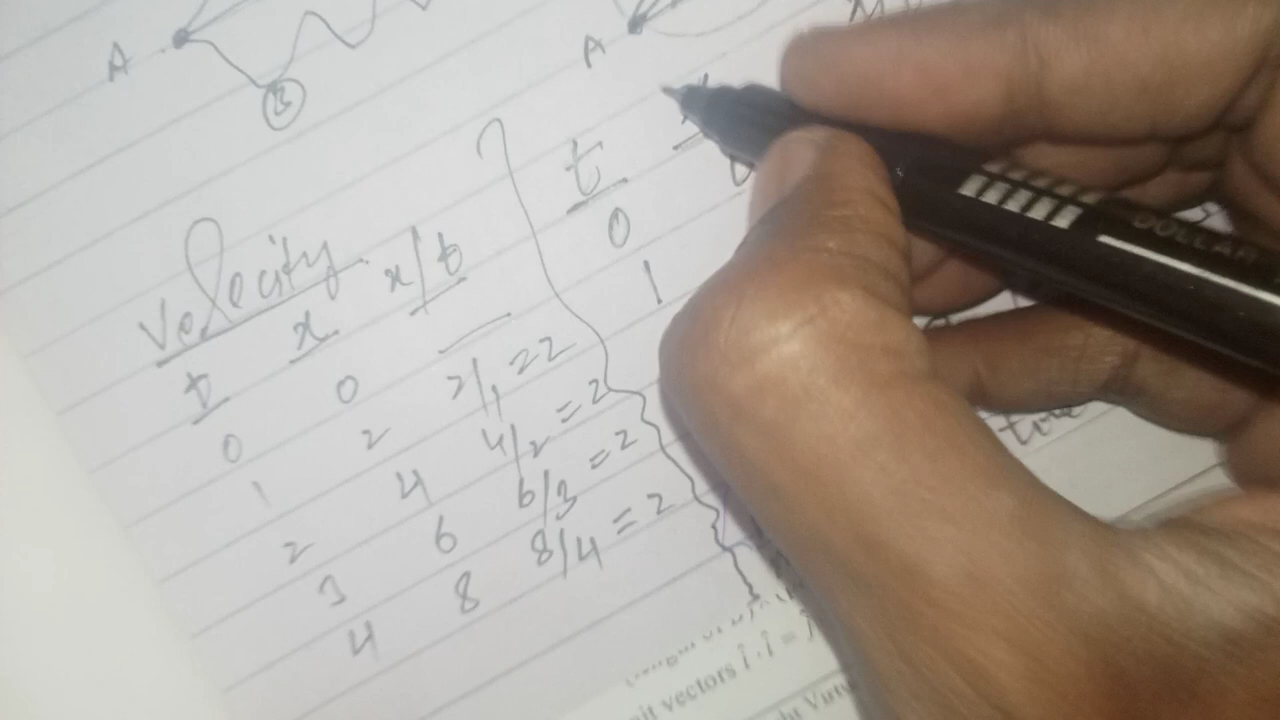 A
B
A
t
0
1
Velocity
t x x/t
0 0
1 2 2/1 = 2
2 4 4/2 = 2
3 6 6/3 = 2
4 8 8/4 = 2
DOLLAR
time
unit vectors î . î =